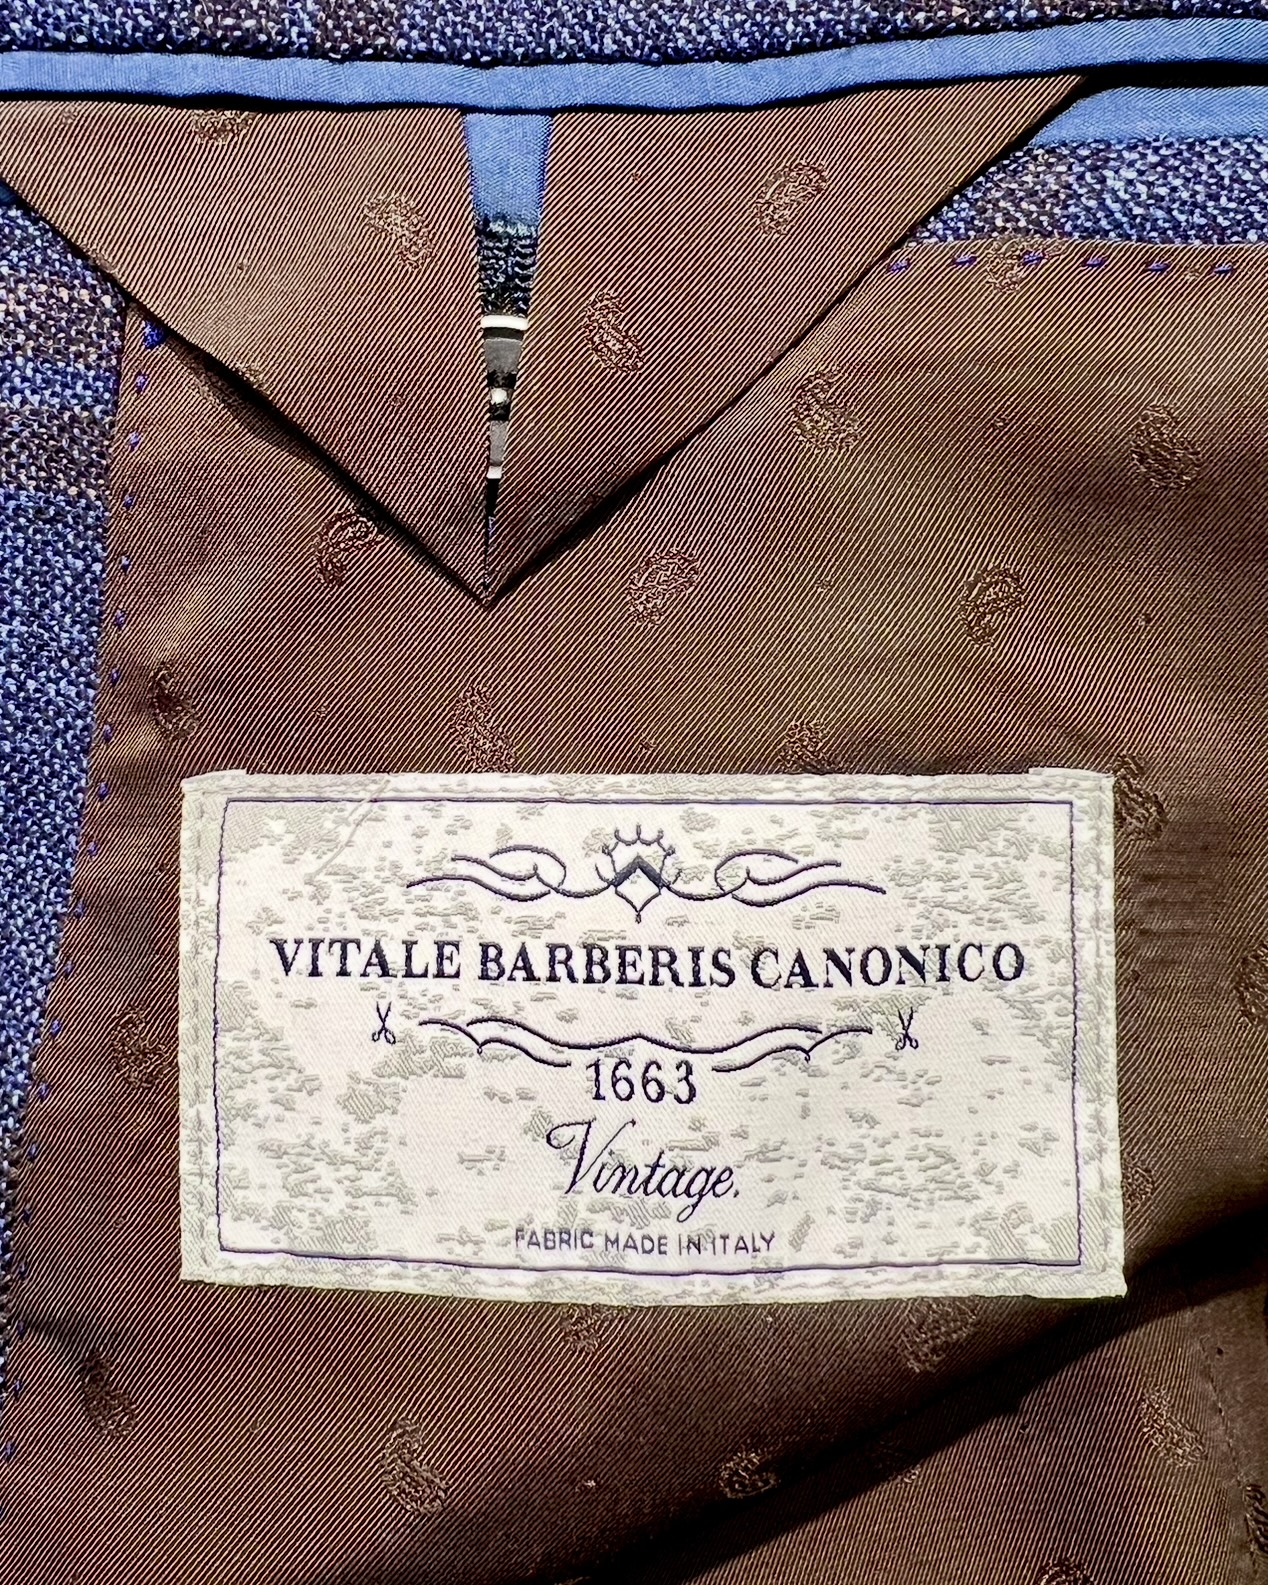 VITALE BARBERIS CANONICO
1663
Vintage.
FABRIC MADE IN ITALY